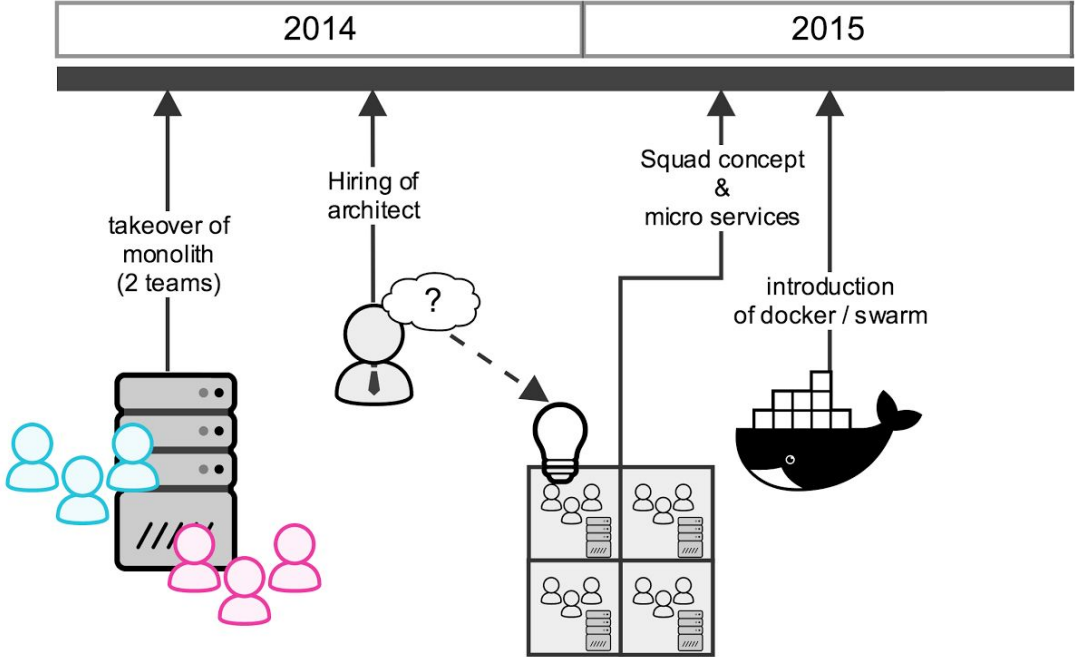 2014
2015
takeover of
monolith
(2 teams)
Hiring of
architect
?
Squad concept
&
micro services
introduction
of docker / swarm